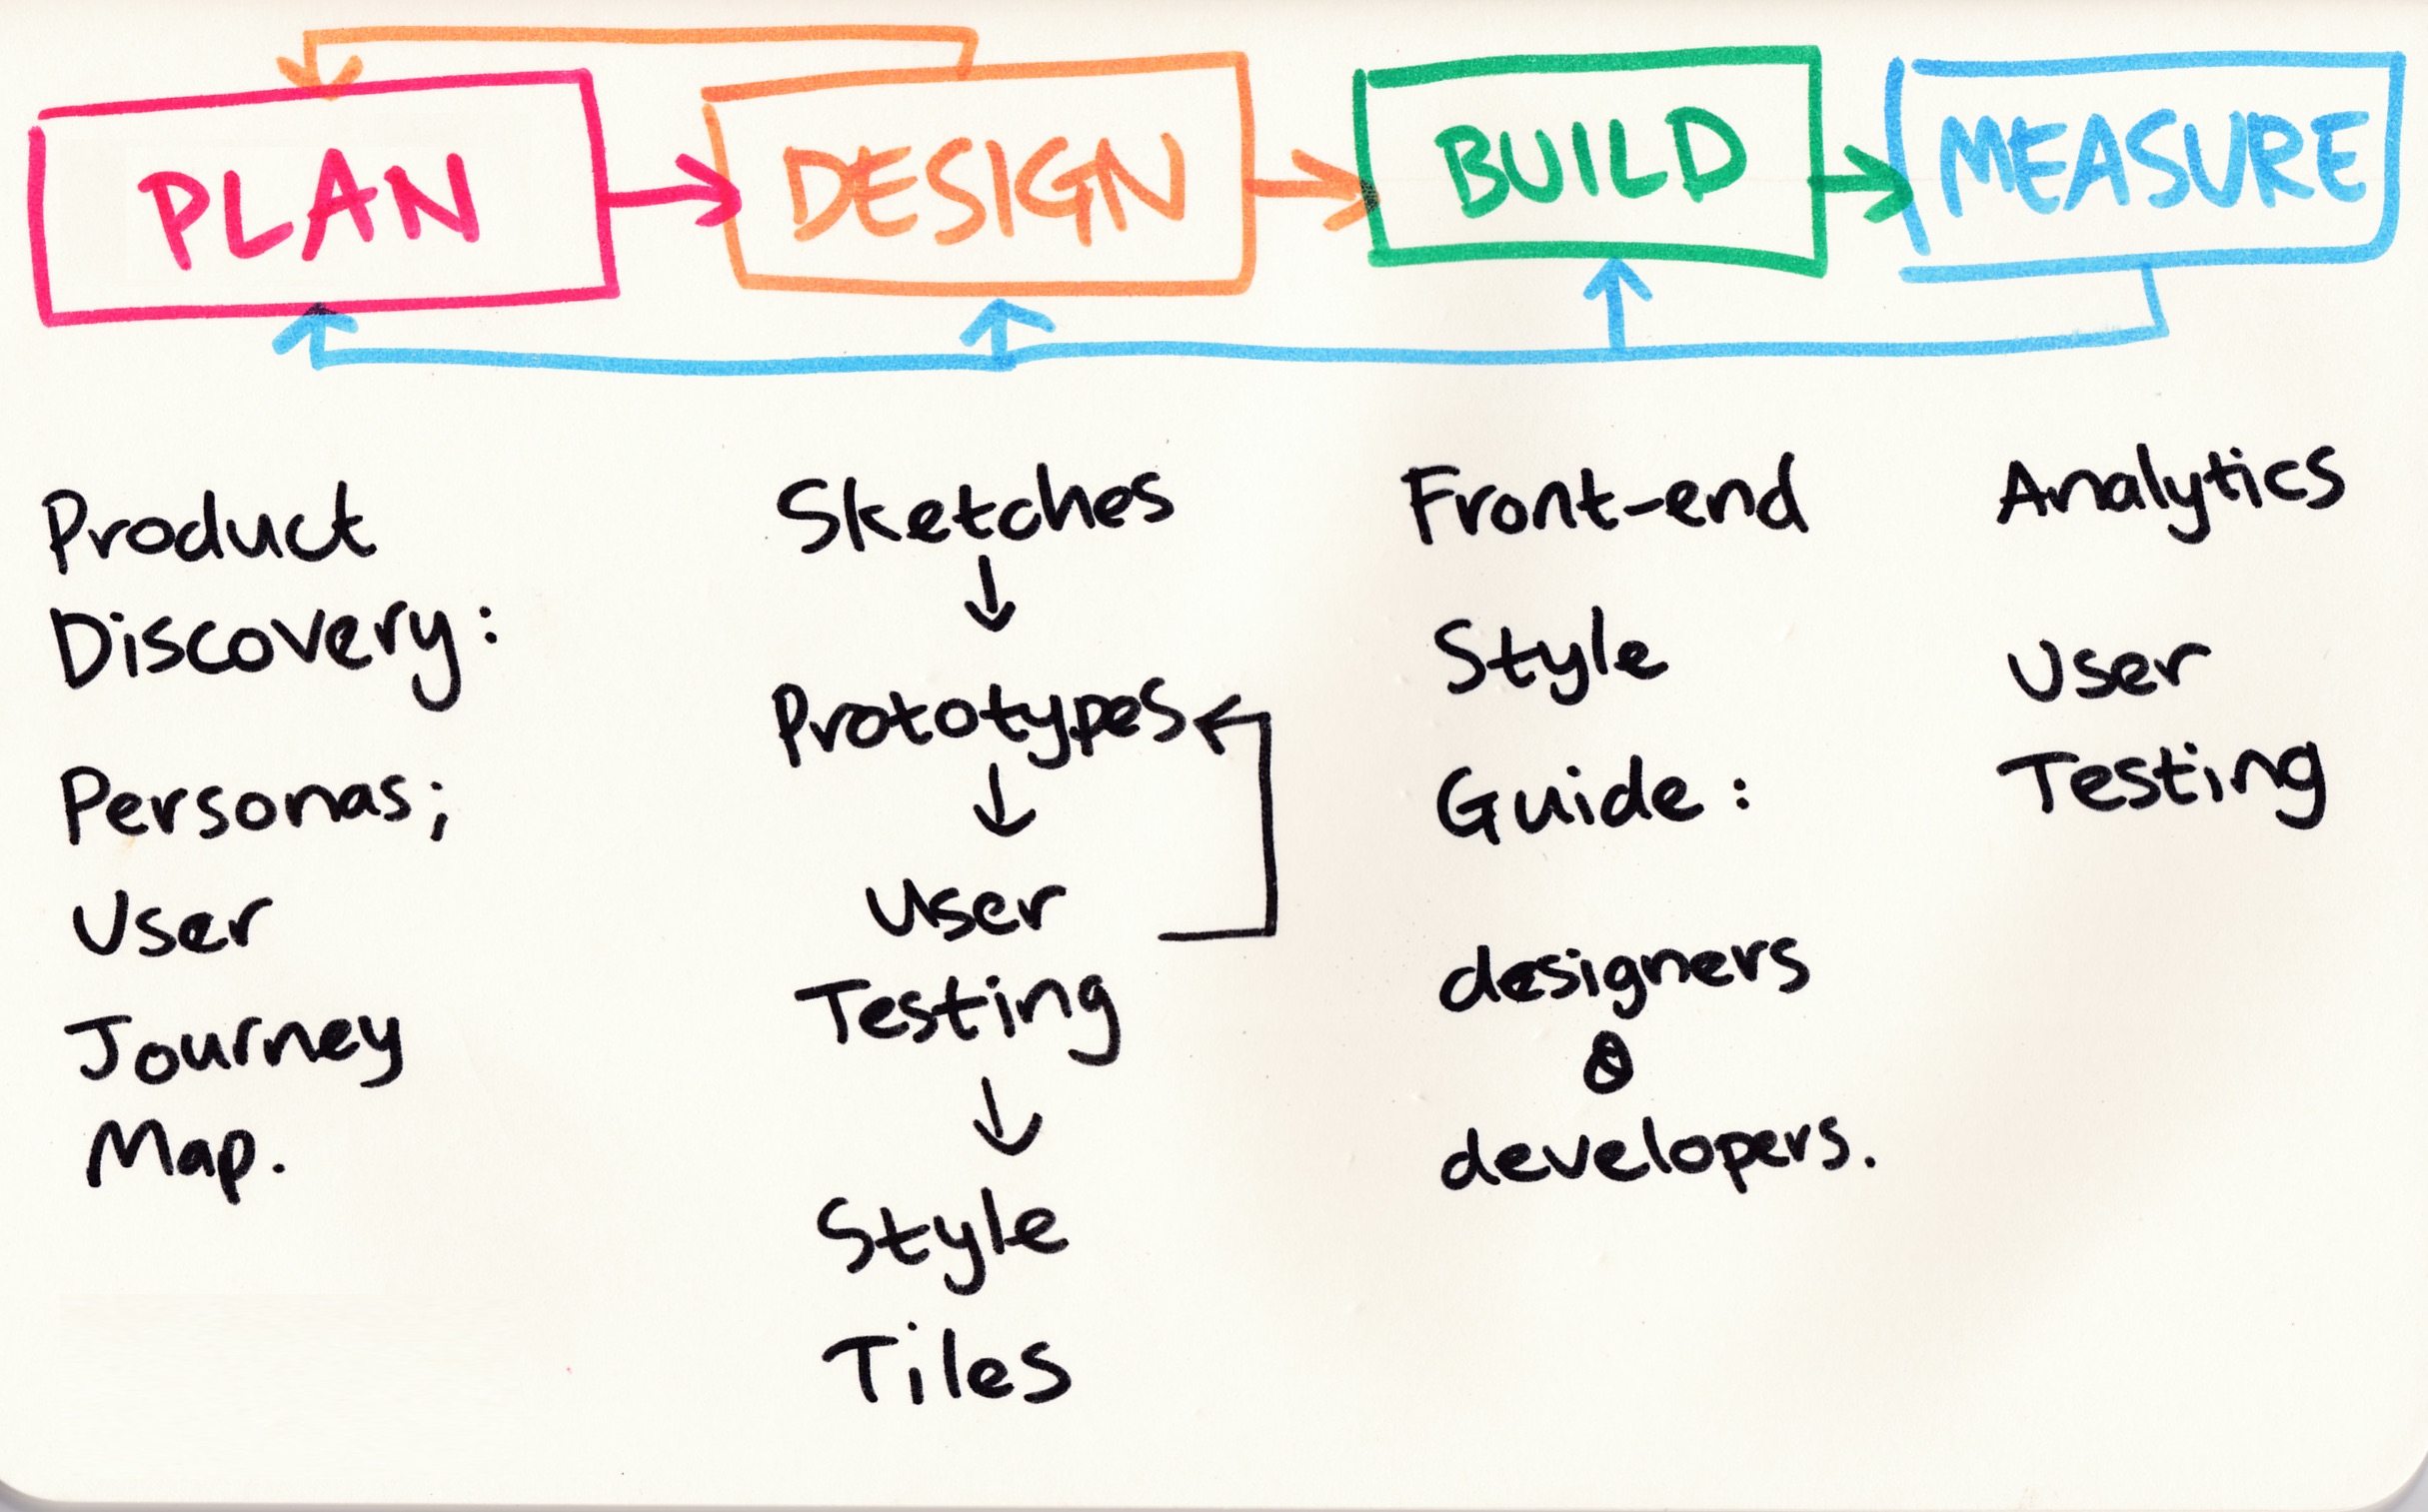 PLAN
DESIGN
BUILD
MEASURE
Product
Discovery:
Personas;
User
Journey
Map.
Sketches
Prototypes
User
Testing
Style
Tiles
Front-end
Style
Guide:
designers
&
developers.
Analytics
User
Testing